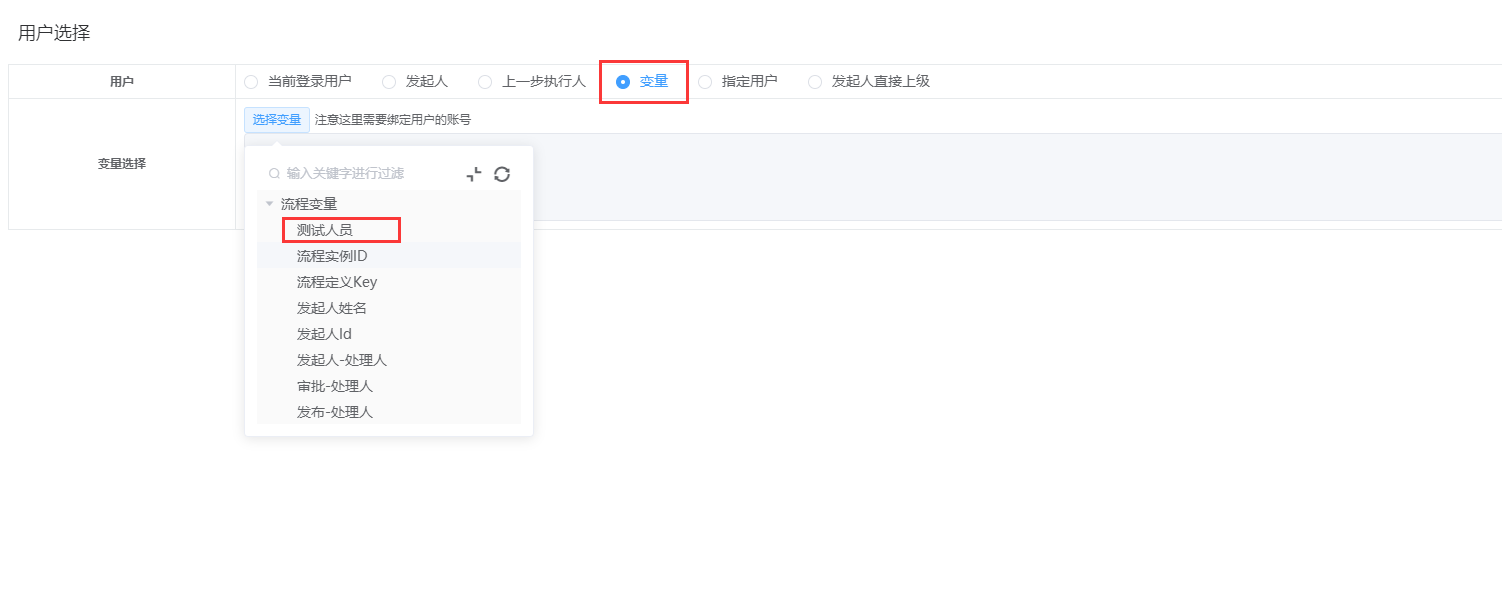 用户选择
用户 当前登录用户 发起人 上一步执行人 变量 指定用户 发起人直接上级
选择变量 注意这里需要绑定用户的账号
变量选择
输入关键字进行过滤
流程变量
测试人员
流程实例ID
流程定义Key
发起人姓名
发起人Id
发起人-处理人
审批-处理人
发布-处理人